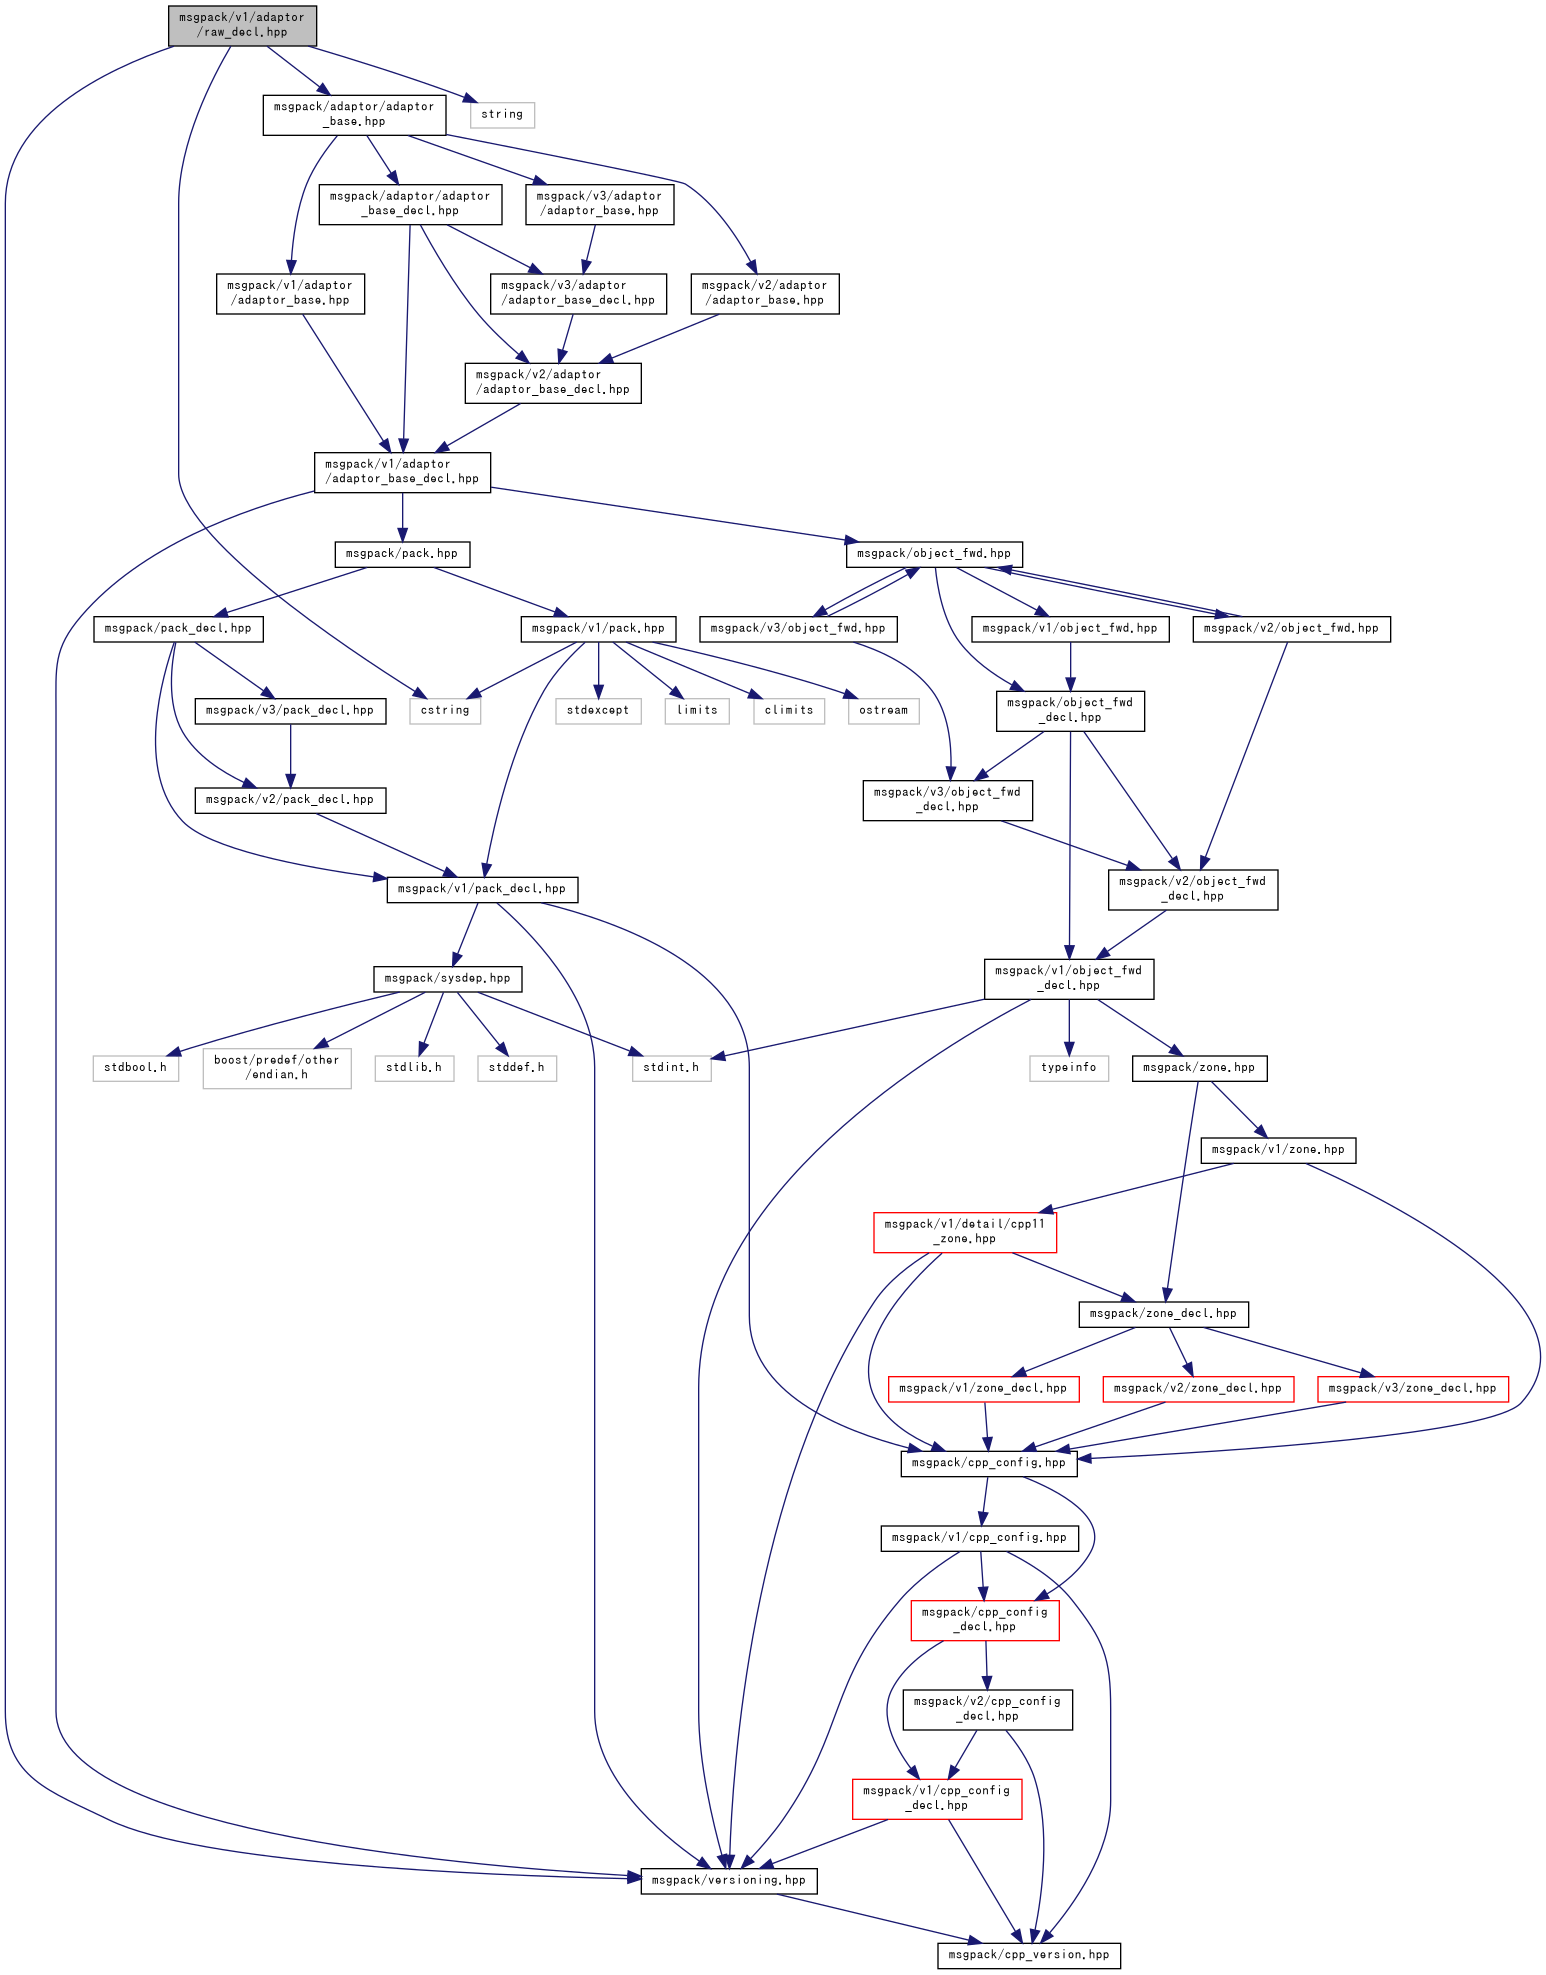 msgpack/v1/adaptor
/raw_decl.hpp
msgpack/adaptor/adaptor
_base.hpp
string
msgpack/adaptor/adaptor
_base_decl.hpp
msgpack/v3/adaptor
/adaptor_base.hpp
msgpack/v1/adaptor
/adaptor_base.hpp
msgpack/v3/adaptor
/adaptor_base_decl.hpp
msgpack/v2/adaptor
/adaptor_base.hpp
msgpack/v2/adaptor
/adaptor_base_decl.hpp
msgpack/v1/adaptor
/adaptor_base_decl.hpp
msgpack/pack.hpp
msgpack/object_fwd.hpp
msgpack/pack_decl.hpp
msgpack/v1/pack.hpp
msgpack/v3/object_fwd.hpp
msgpack/v1/object_fwd.hpp
msgpack/v2/object_fwd.hpp
msgpack/v3/pack_decl.hpp
cstring
stdexcept
limits
climits
ostream
msgpack/object_fwd
_decl.hpp
msgpack/v2/pack_decl.hpp
msgpack/v3/object_fwd
_decl.hpp
msgpack/v1/pack_decl.hpp
msgpack/v2/object_fwd
_decl.hpp
msgpack/sysdep.hpp
msgpack/v1/object_fwd
_decl.hpp
stdbool.h
boost/predef/other
/endian.h
stdlib.h
stddef.h
stdint.h
typeinfo
msgpack/zone.hpp
msgpack/v1/zone.hpp
msgpack/v1/detail/cpp11
_zone.hpp
msgpack/zone_decl.hpp
msgpack/v1/zone_decl.hpp
msgpack/v2/zone_decl.hpp
msgpack/v3/zone_decl.hpp
msgpack/cpp_config.hpp
msgpack/v1/cpp_config.hpp
msgpack/cpp_config
_decl.hpp
msgpack/v2/cpp_config
_decl.hpp
msgpack/v1/cpp_config
_decl.hpp
msgpack/versioning.hpp
msgpack/cpp_version.hpp